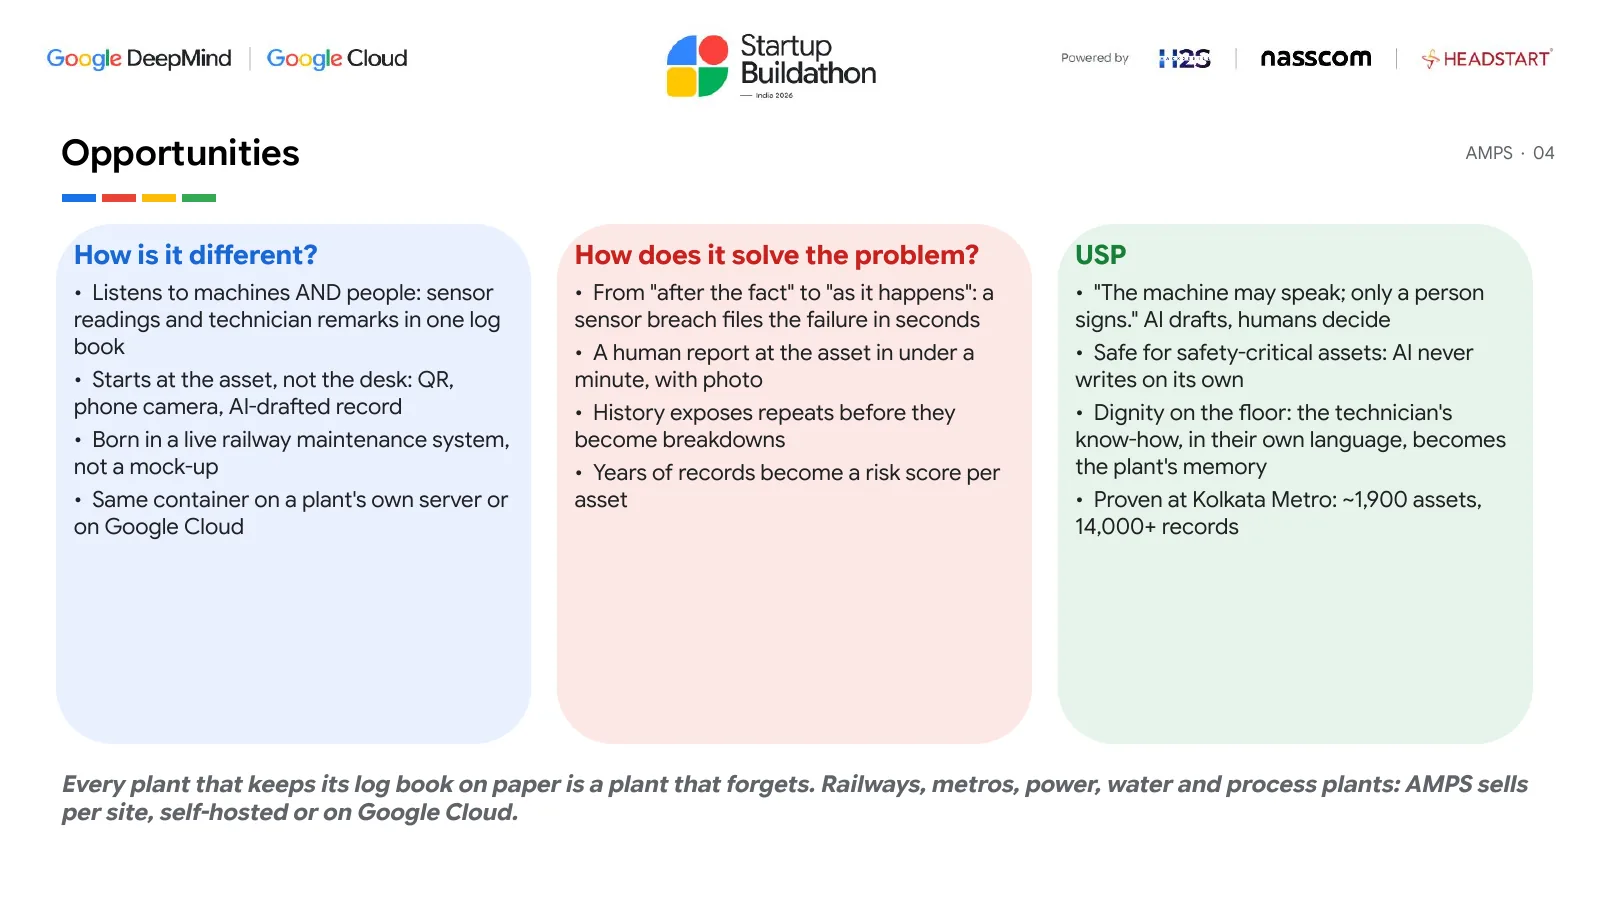 Google DeepMind | Google Cloud
Startup
Buildathon
India 2026
Powered by
H2S
nasscom
HEADSTART
Opportunities
AMPS · 04
How is it different?
• Listens to machines AND people: sensor
readings and technician remarks in one log
book
• Starts at the asset, not the desk: QR,
phone camera, AI-drafted record
• Born in a live railway maintenance system,
not a mock-up
• Same container on a plant's own server or
on Google Cloud
How does it solve the problem?
• From "after the fact" to "as it happens": a
sensor breach files the failure in seconds
• A human report at the asset in under a
minute, with photo
• History exposes repeats before they
become breakdowns
• Years of records become a risk score per
asset
USP
• "The machine may speak; only a person
signs." AI drafts, humans decide
• Safe for safety-critical assets: AI never
writes on its own
• Dignity on the floor: the technician's
know-how, in their own language, becomes
the plant's memory
• Proven at Kolkata Metro: ~1,900 assets,
14,000+ records
Every plant that keeps its log book on paper is a plant that forgets. Railways, metros, power, water and process plants: AMPS sells
per site, self-hosted or on Google Cloud.